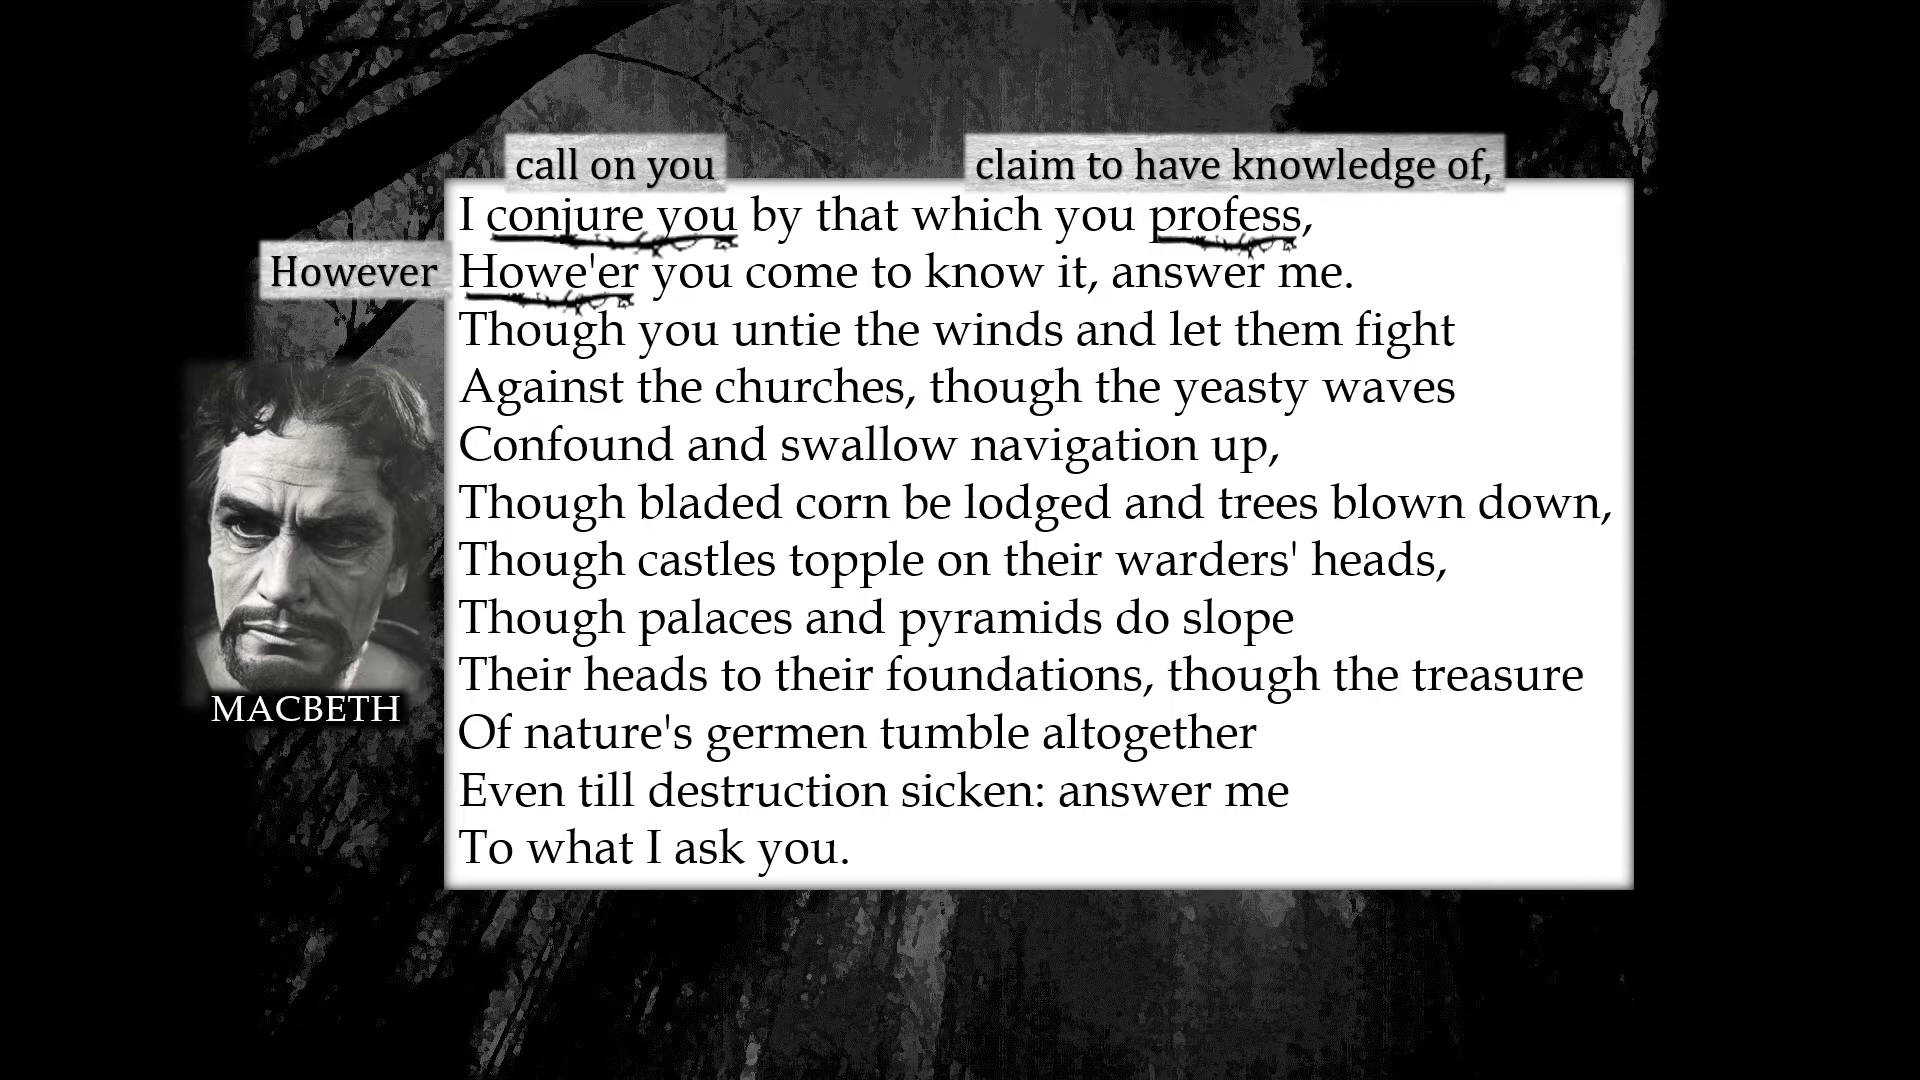 call on you
claim to have knowledge of,
I conjure you by that which you profess,
However
Howe'er you come to know it, answer me.
Though you untie the winds and let them fight
Against the churches, though the yeasty waves
Confound and swallow navigation up,
Though bladed corn be lodged and trees blown down,
Though castles topple on their warders' heads,
Though palaces and pyramids do slope
Their heads to their foundations, though the treasure
Of nature's germen tumble altogether
Even till destruction sicken: answer me
To what I ask you.
MACBETH